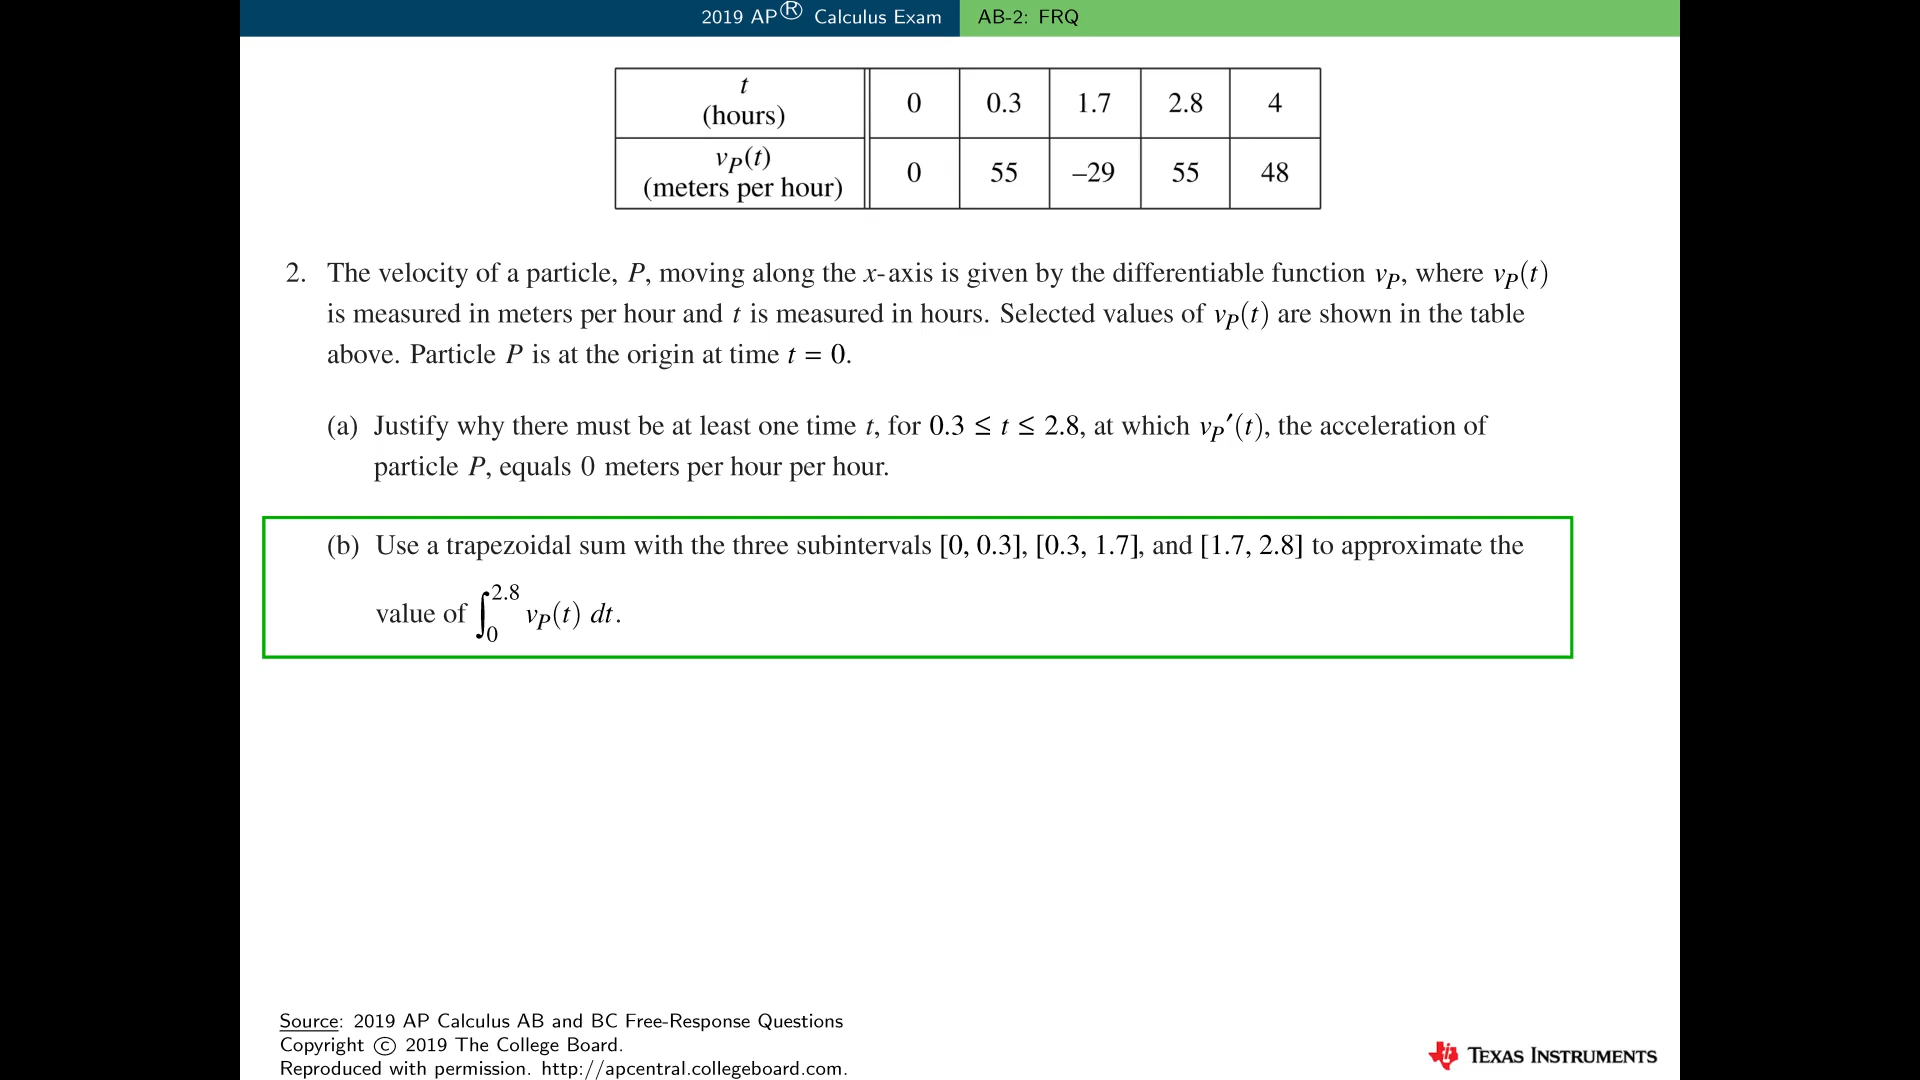 2019 AP® Calculus Exam AB-2: FRQ
t (hours) 0 0.3 1.7 2.8 4
vP(t) (meters per hour) 0 55 –29 55 48
2. The velocity of a particle, P, moving along the x-axis is given by the differentiable function vP, where vP(t)
is measured in meters per hour and t is measured in hours. Selected values of vP(t) are shown in the table
above. Particle P is at the origin at time t = 0.
(a) Justify why there must be at least one time t, for 0.3 ≤ t ≤ 2.8, at which vP′(t), the acceleration of
particle P, equals 0 meters per hour per hour.
(b) Use a trapezoidal sum with the three subintervals [0, 0.3], [0.3, 1.7], and [1.7, 2.8] to approximate the
value of ∫₀^2.8 vP(t) dt.
Source: 2019 AP Calculus AB and BC Free-Response Questions
Copyright © 2019 The College Board.
Reproduced with permission. http://apcentral.collegeboard.com.
TEXAS INSTRUMENTS